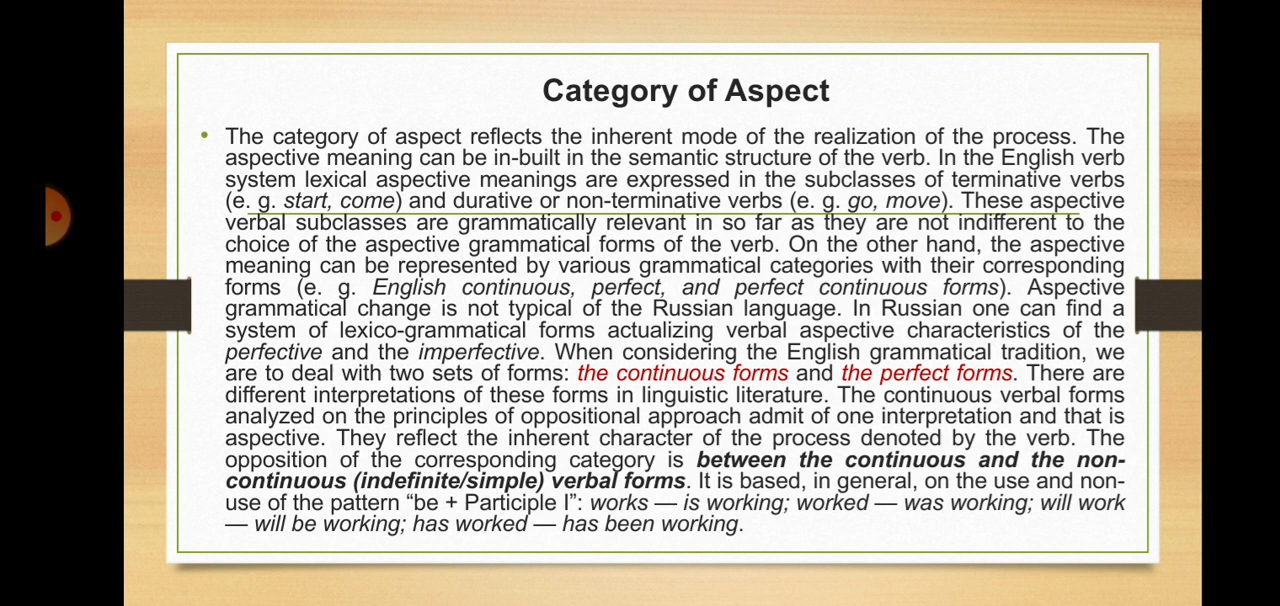 Category of Aspect
• The category of aspect reflects the inherent mode of the realization of the process. The
aspective meaning can be in-built in the semantic structure of the verb. In the English verb
system lexical aspective meanings are expressed in the subclasses of terminative verbs
(e. g. start, come) and durative or non-terminative verbs (e. g. go, move). These aspective
verbal subclasses are grammatically relevant in so far as they are not indifferent to the
choice of the aspective grammatical forms of the verb. On the other hand, the aspective
meaning can be represented by various grammatical categories with their corresponding
forms (e. g. English continuous, perfect, and perfect continuous forms). Aspective
grammatical change is not typical of the Russian language. In Russian one can find a
system of lexico-grammatical forms actualizing verbal aspective characteristics of the
perfective and the imperfective. When considering the English grammatical tradition, we
are to deal with two sets of forms: the continuous forms and the perfect forms. There are
different interpretations of these forms in linguistic literature. The continuous verbal forms
analyzed on the principles of oppositional approach admit of one interpretation and that is
aspective. They reflect the inherent character of the process denoted by the verb. The
opposition of the corresponding category is between the continuous and the non-
continuous (indefinite/simple) verbal forms. It is based, in general, on the use and non-
use of the pattern “be + Participle I”: works — is working; worked — was working; will work
— will be working; has worked — has been working.